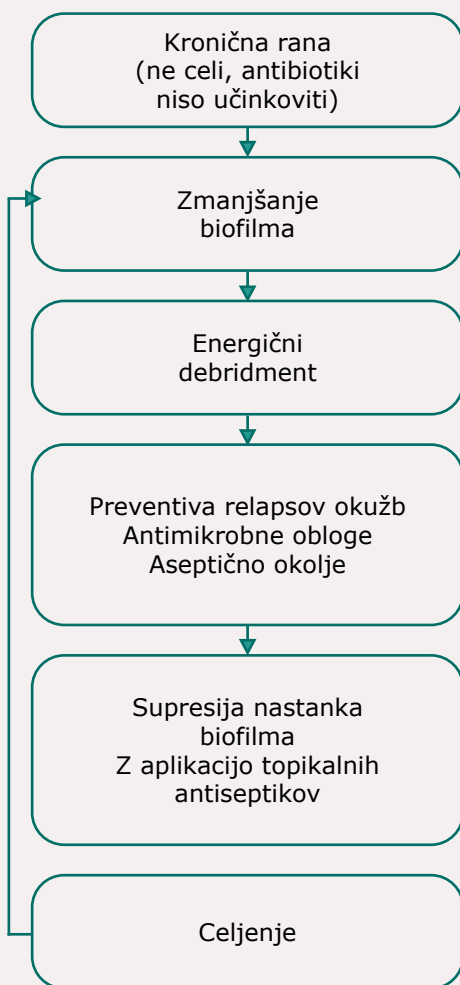 Kronična rana
(ne celi, antibiotiki
niso učinkoviti)
Zmanjšanje
biofilma
Energični
debridment
Preventiva relapsov okužb
Antimikrobne obloge
Aseptično okolje
Supresija nastanka
biofilma
Z aplikacijo topikalnih
antiseptikov
Celjenje